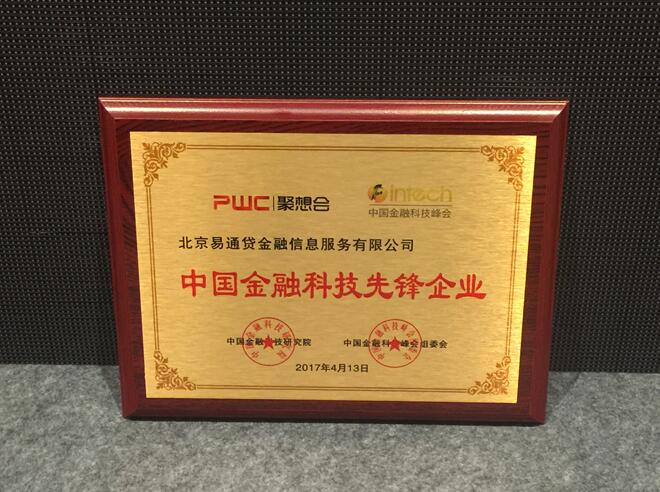 PWC|聚想会
Fintech
中国金融科技峰会
北京易通贷金融信息服务有限公司
中国金融科技先锋企业
中国金融科技研究院
中国金融科技峰会组委会
2017年4月13日